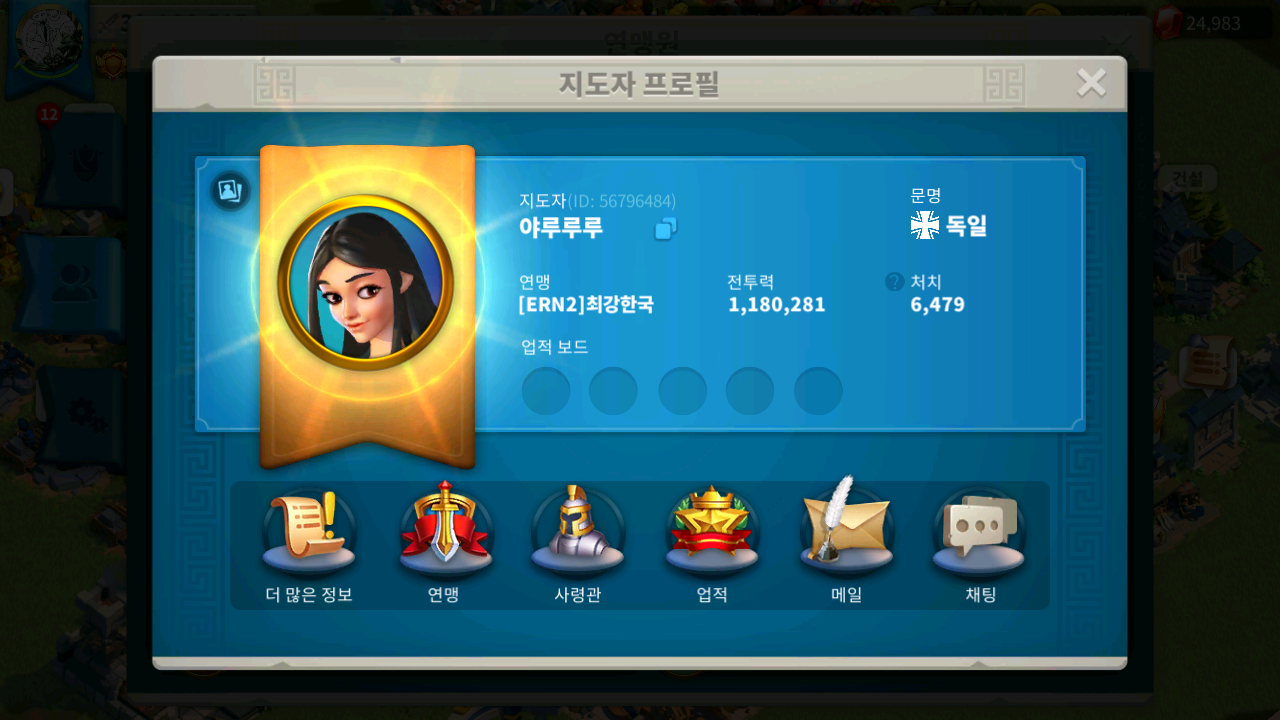 24,983
연맹원
지도자 프로필
12
건설
지도자(ID: 56796484)
야루루루
문명
독일
연맹
[ERN2]최강한국
전투력
1,180,281
?
처치
6,479
업적 보드
더 많은 정보
연맹
사령관
업적
메일
채팅